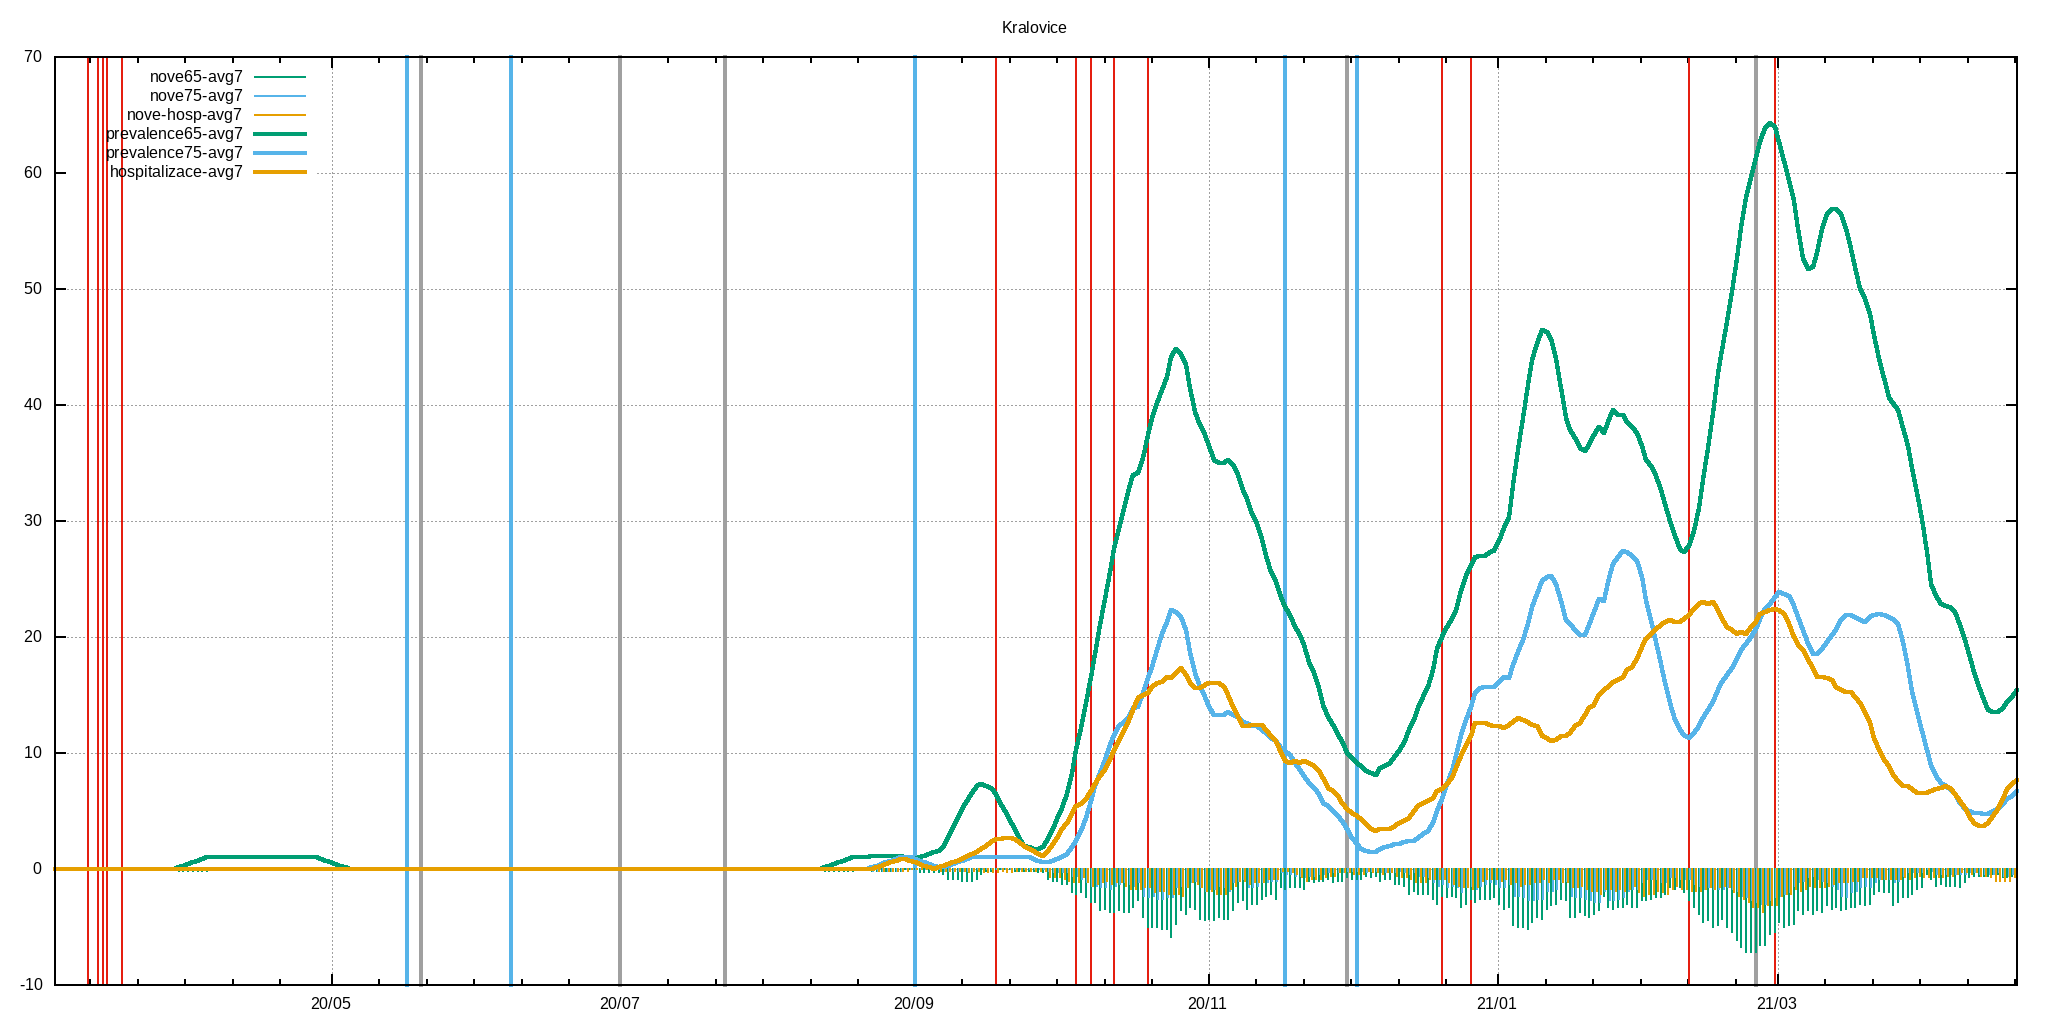 Kralovice
70
60
50
40
30
20
10
0
-10
nove65-avg7
nove75-avg7
nove-hosp-avg7
prevalence65-avg7
prevalence75-avg7
hospitalizace-avg7
20/05 20/07 20/09 20/11 21/01 21/03